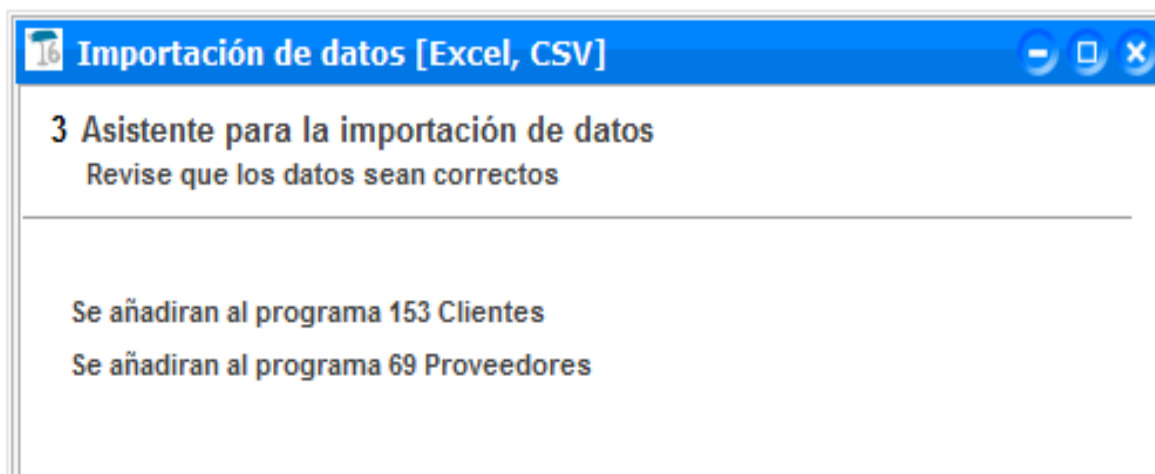 16 Importación de datos [Excel, CSV]
3 Asistente para la importación de datos
Revise que los datos sean correctos
Se añadiran al programa 153 Clientes
Se añadiran al programa 69 Proveedores